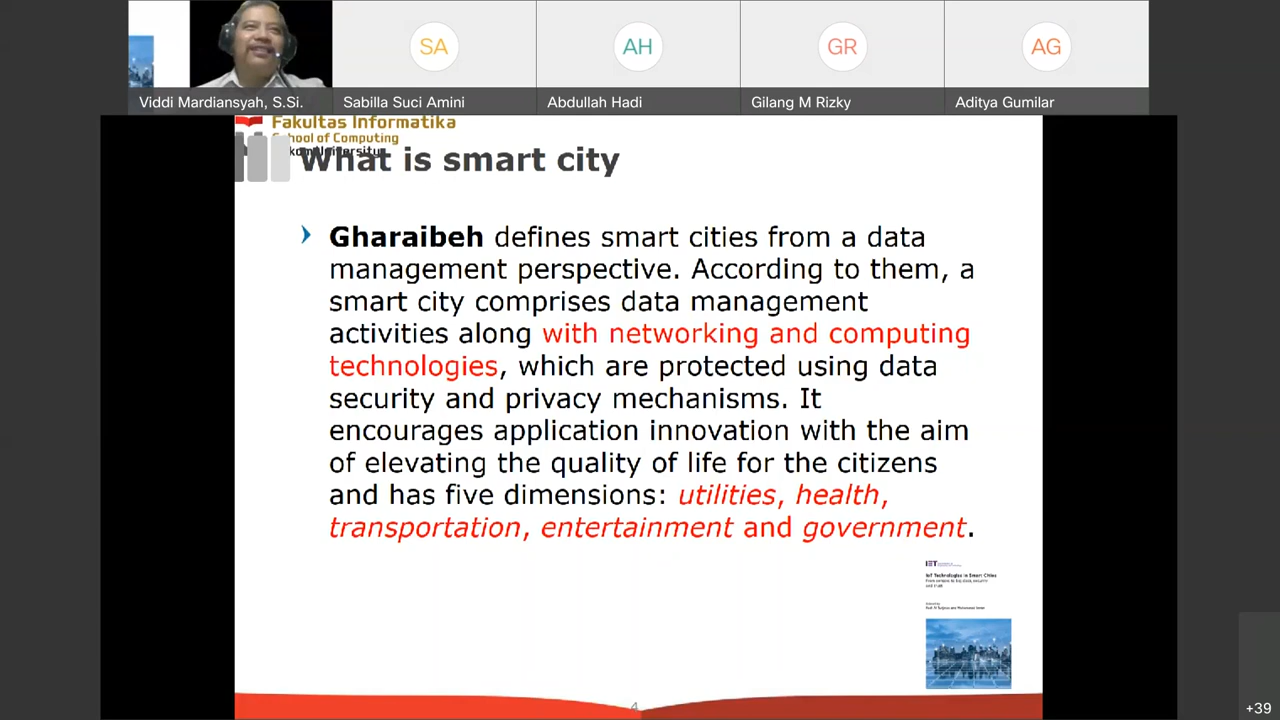 SA
AH
GR
AG
Viddi Mardiansyah, S.Si.
Sabilla Suci Amini
Abdullah Hadi
Gilang M Rizky
Aditya Gumilar
Fakultas Informatika
School of Computing
What is smart city
Gharaibeh defines smart cities from a data
management perspective. According to them, a
smart city comprises data management
activities along with networking and computing
technologies, which are protected using data
security and privacy mechanisms. It
encourages application innovation with the aim
of elevating the quality of life for the citizens
and has five dimensions: utilities, health,
transportation, entertainment and government.
IET
IoT Technologies in Smart Cities
4
+39